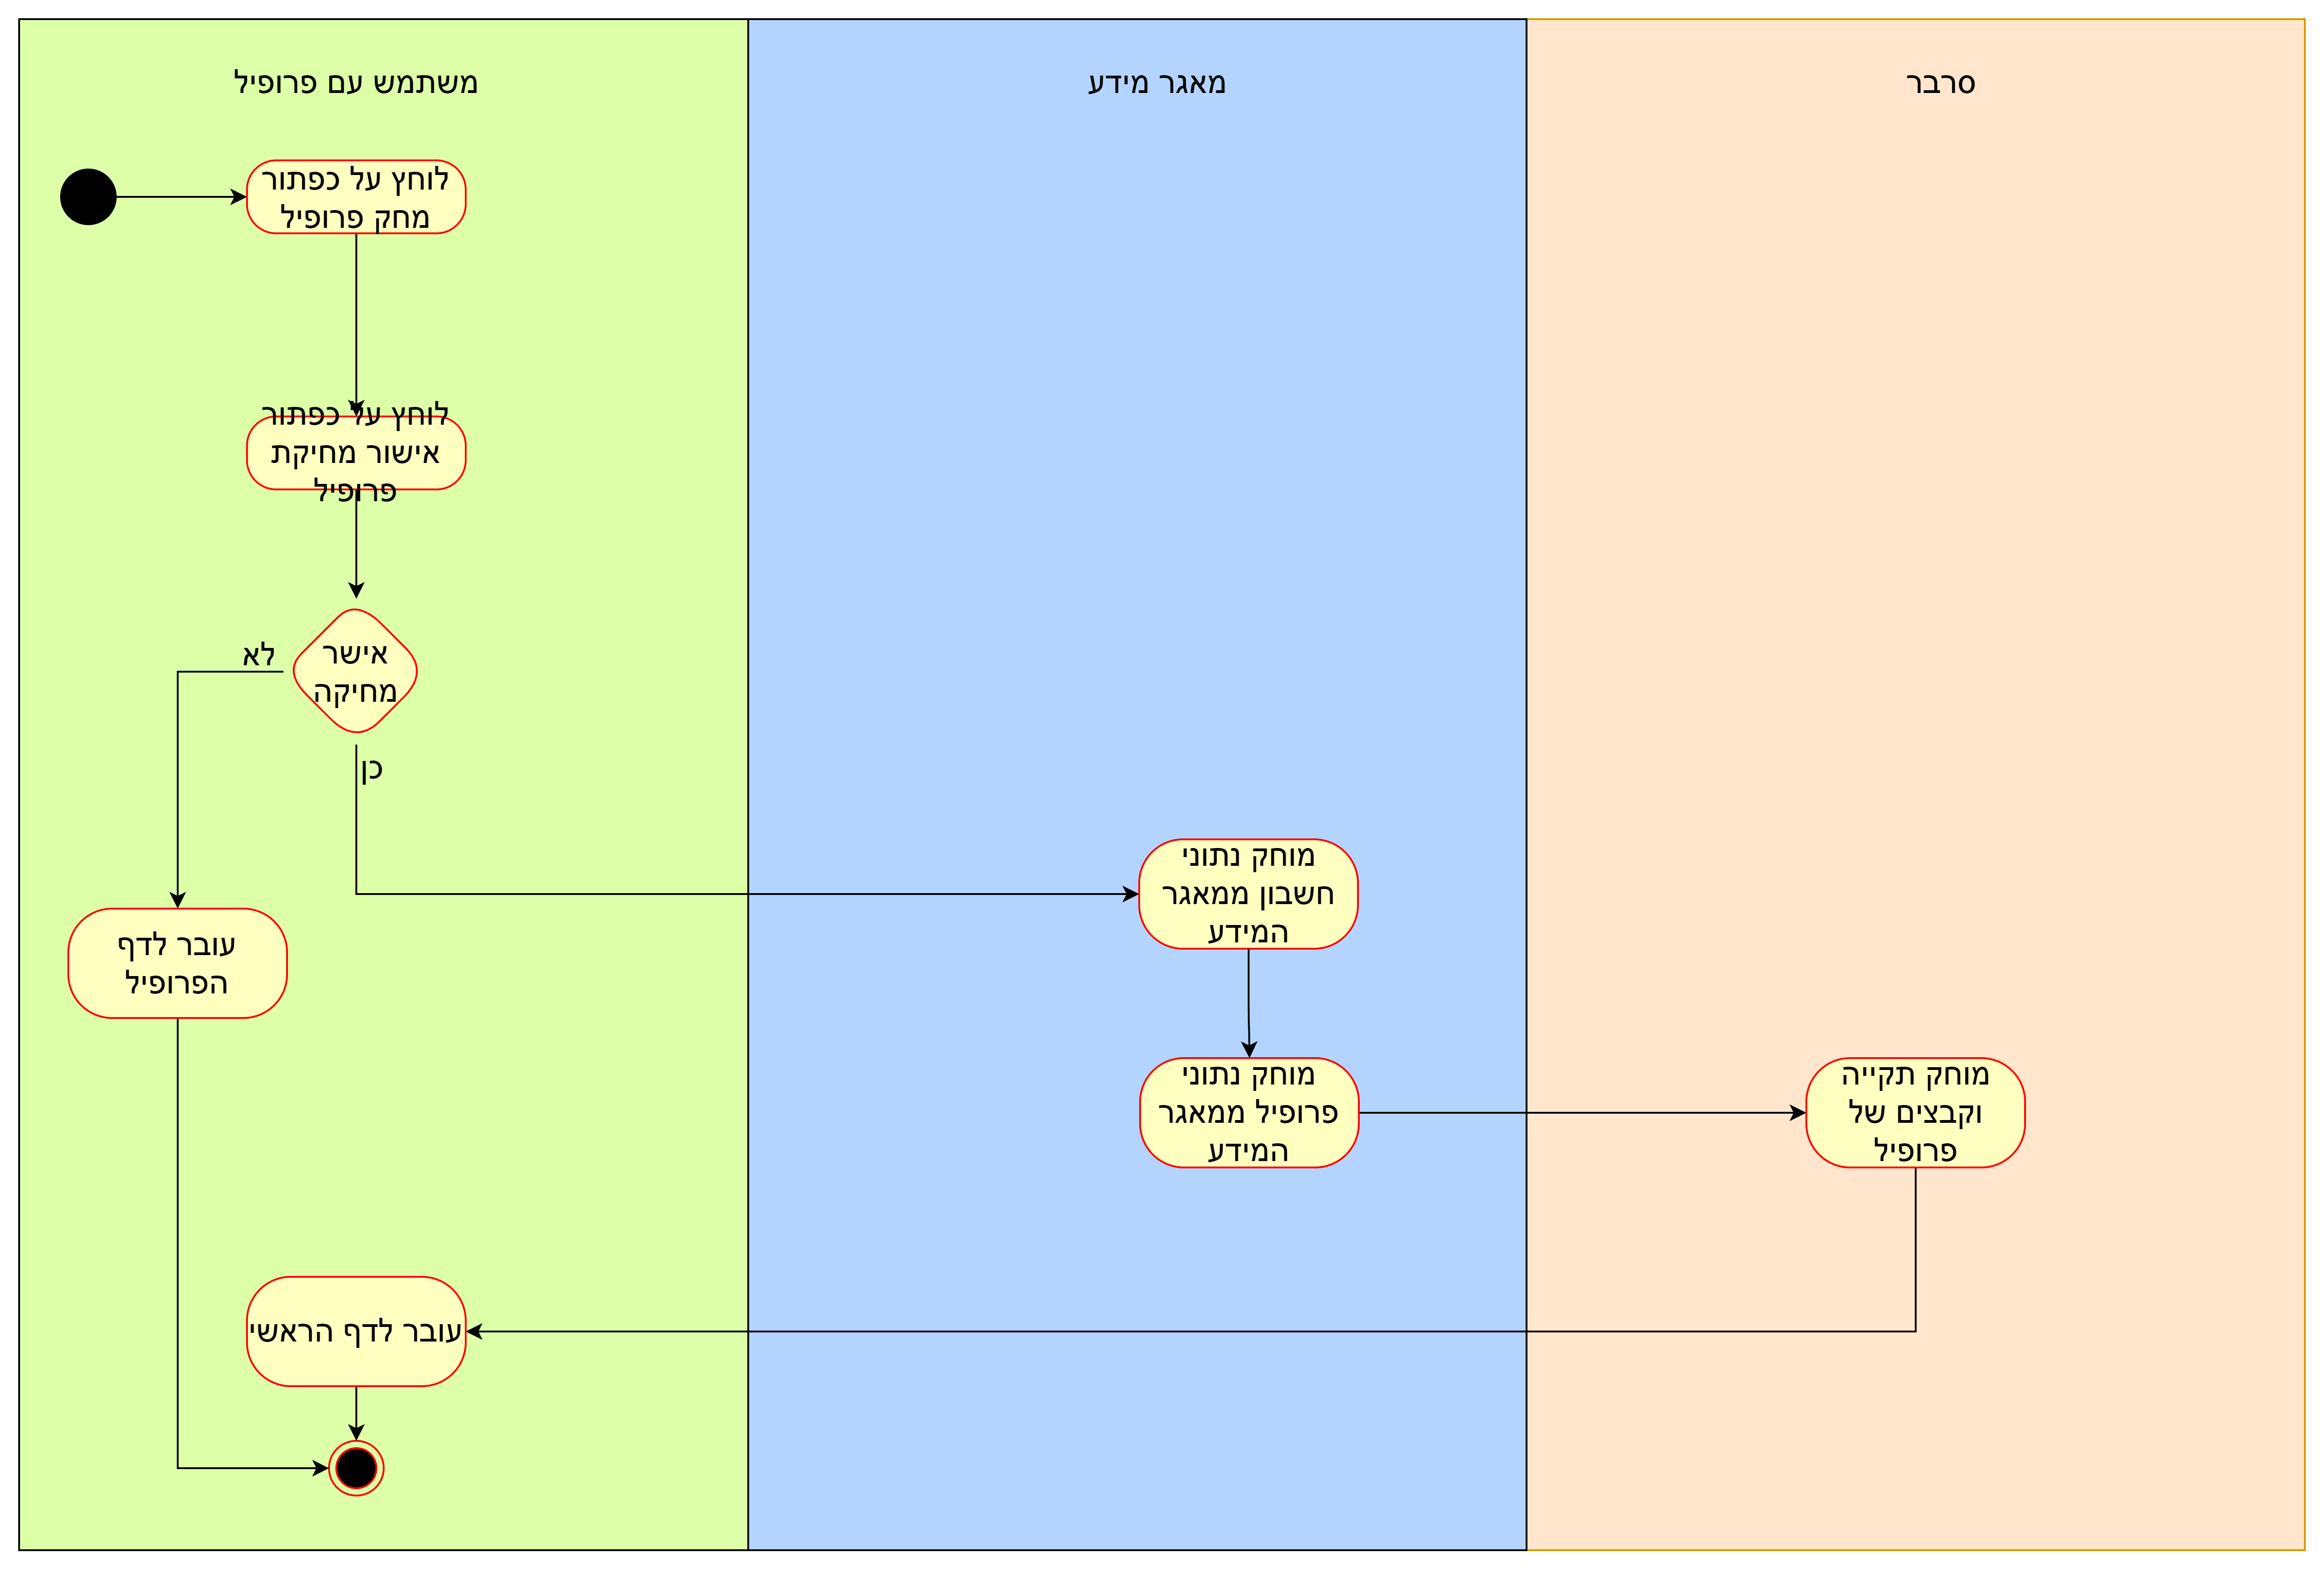 משתמש עם פרופיל
מאגר מידע
סרבר
לוחץ על כפתור
מחק פרופיל
לוחץ על כפתור
אישור מחיקת
פרופיל
אישר
מחיקה
לא
כן
מוחק נתוני
חשבון ממאגר
המידע
עובר לדף
הפרופיל
מוחק נתוני
פרופיל ממאגר
המידע
מוחק תקייה
וקבצים של
פרופיל
עובר לדף הראשי